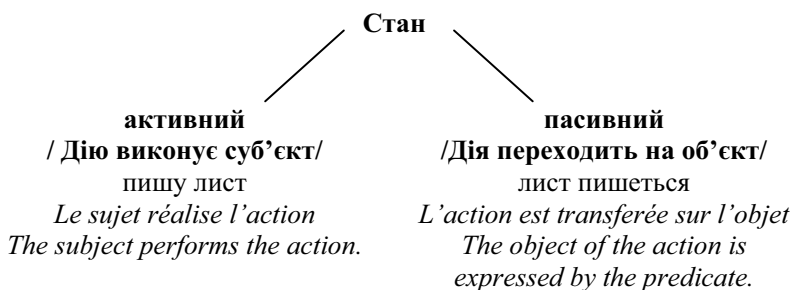 Стан
активний
/ Дію виконує суб’єкт/
пишу лист
Le sujet réalise l’action
The subject performs the action.
пасивний
/Дія переходить на об’єкт/
лист пишеться
L’action est transferée sur l’objet
The object of the action is
expressed by the predicate.